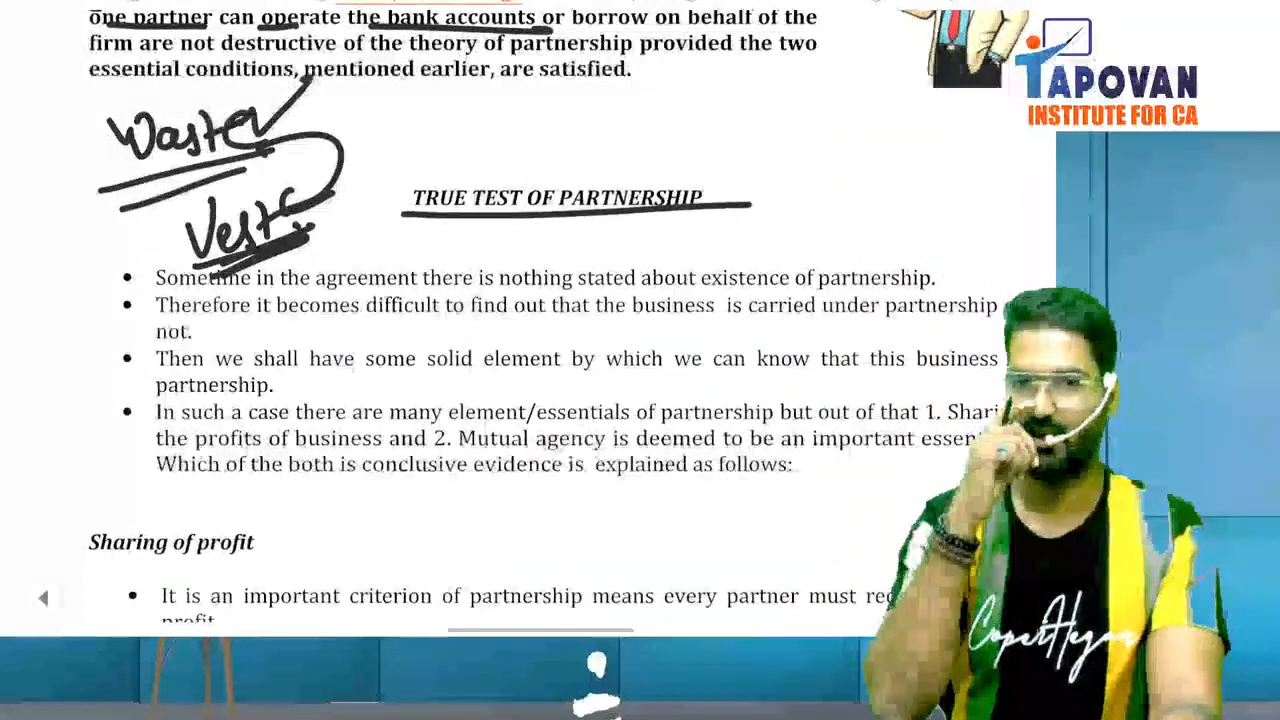 one partner can operate the bank accounts or borrow on behalf of the
firm are not destructive of the theory of partnership provided the two
essential conditions, mentioned earlier, are satisfied.
TAPOVAN
INSTITUTE FOR CA
Waste
Vest
TRUE TEST OF PARTNERSHIP
• Sometime in the agreement there is nothing stated about existence of partnership.
• Therefore it becomes difficult to find out that the business is carried under partnership
not.
• Then we shall have some solid element by which we can know that this business
partnership.
• In such a case there are many element/essentials of partnership but out of that 1. Shari
the profits of business and 2. Mutual agency is deemed to be an important essen
Which of the both is conclusive evidence is explained as follows:
Sharing of profit
• It is an important criterion of partnership means every partner must re
profit